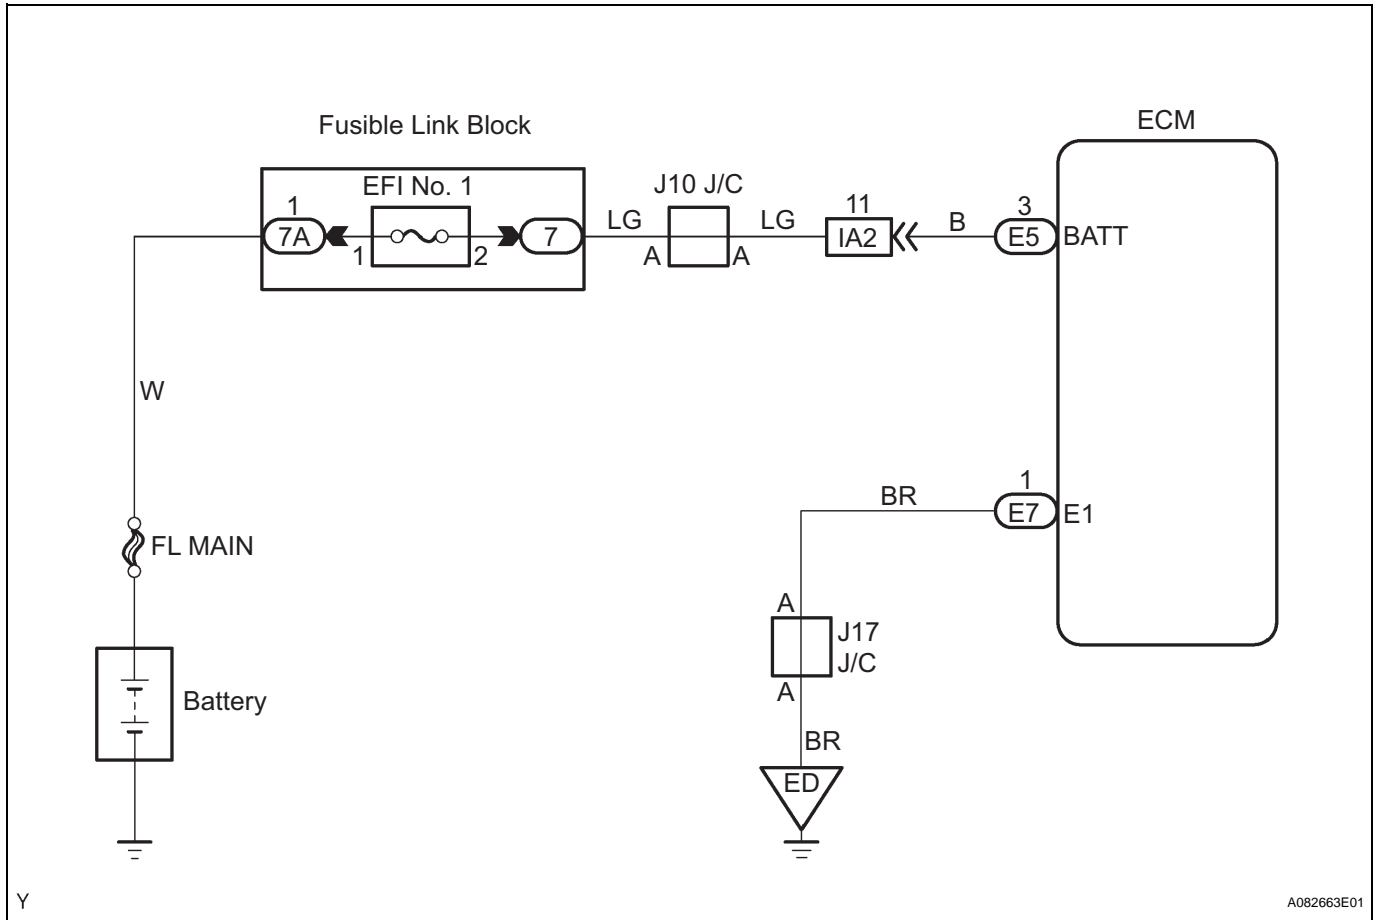 Fusible Link Block
ECM
EFI No. 1
J10 J/C
1
7A
1
2
7
LG
A
A
LG
11
IA2
B
3
E5
BATT
W
FL MAIN
Battery
BR
1
E7
E1
A
J17
J/C
A
BR
ED
Y
A082663E01